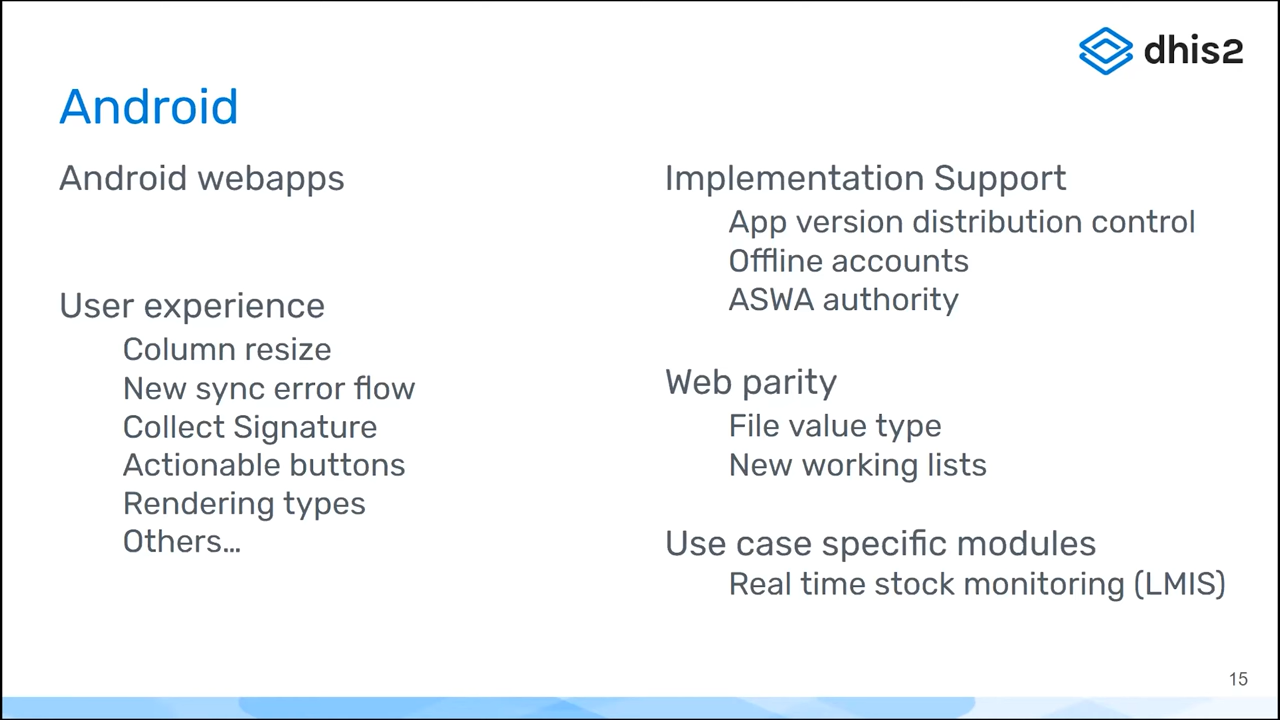 dhis2
Android
Android webapps
User experience
Column resize
New sync error flow
Collect Signature
Actionable buttons
Rendering types
Others…
Implementation Support
App version distribution control
Offline accounts
ASWA authority
Web parity
File value type
New working lists
Use case specific modules
Real time stock monitoring (LMIS)
15